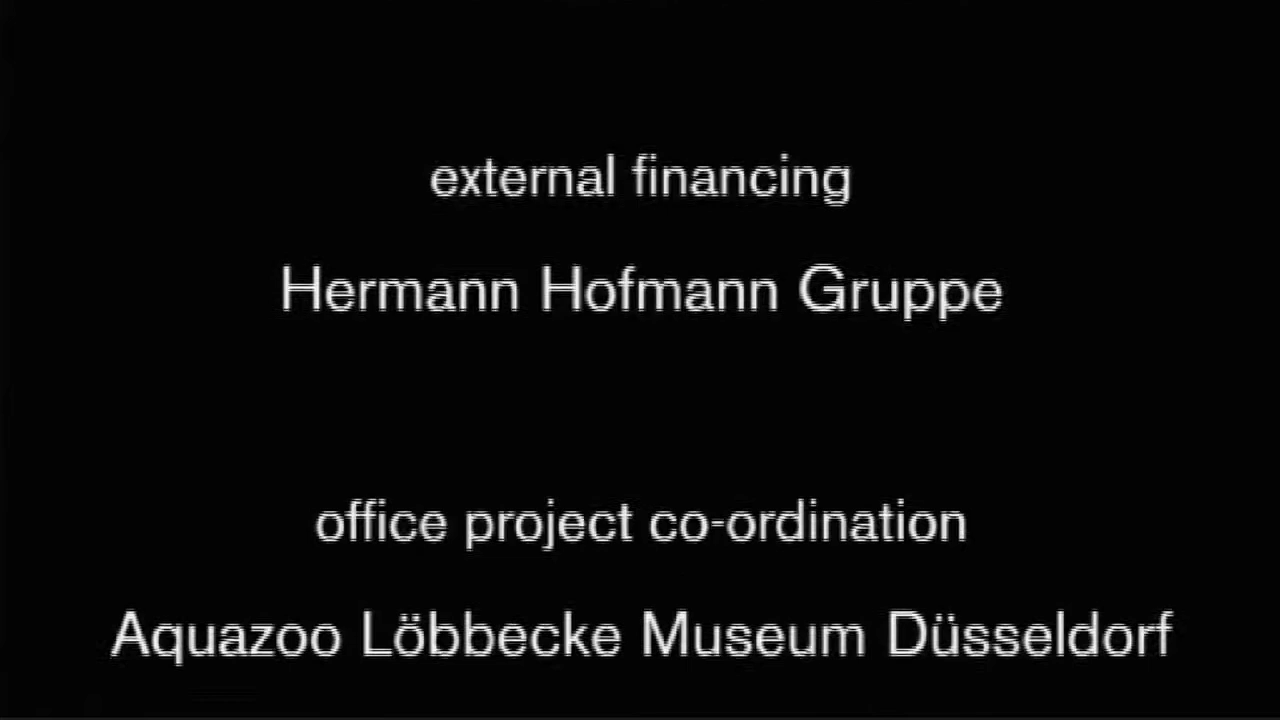 external financing
Hermann Hofmann Gruppe
office project co-ordination
Aquazoo Löbbecke Museum Düsseldorf